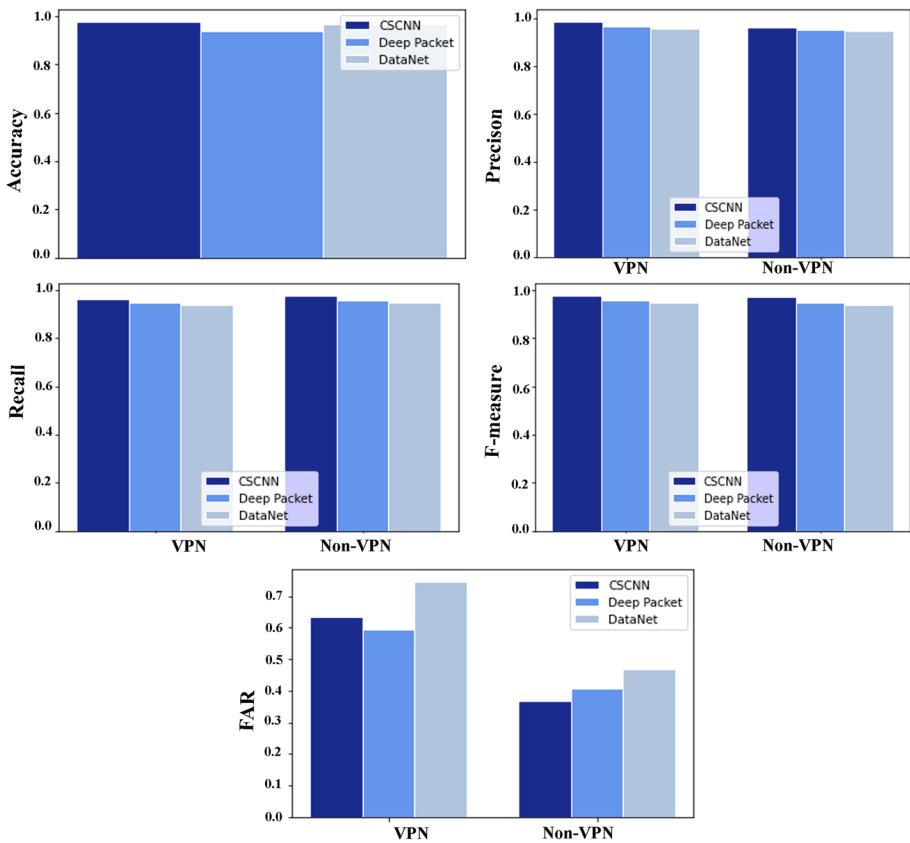 Accuracy
1.0
0.8
0.6
0.4
0.2
0.0
CSCNN
Deep Packet
DataNet
Precison
1.0
0.8
0.6
0.4
0.2
0.0
CSCNN
Deep Packet
DataNet
VPN Non-VPN
Recall
1.0
0.8
0.6
0.4
0.2
0.0
CSCNN
Deep Packet
DataNet
VPN Non-VPN
F-measure
1.0
0.8
0.6
0.4
0.2
0.0
CSCNN
Deep Packet
DataNet
VPN Non-VPN
FAR
0.7
0.6
0.5
0.4
0.3
0.2
0.1
0.0
CSCNN
Deep Packet
DataNet
VPN Non-VPN